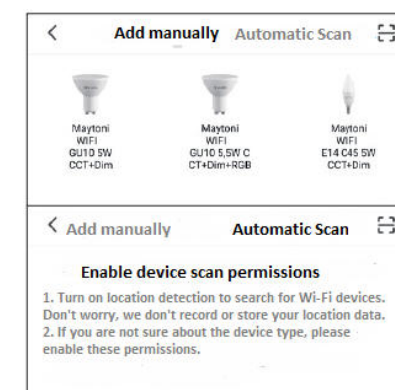 Add manually Automatic Scan
Maytoni
WIFI
GU10 5W
CCT+Dim
Maytoni
WIFI
GU10 5,5W C
CT+Dim+RGB
Maytoni
WIFI
E14 C45 5W
CCT+Dim
Add manually Automatic Scan
Enable device scan permissions
1. Turn on location detection to search for Wi-Fi devices.
Don't worry, we don't record or store your location data.
2. If you are not sure about the device type, please
enable these permissions.